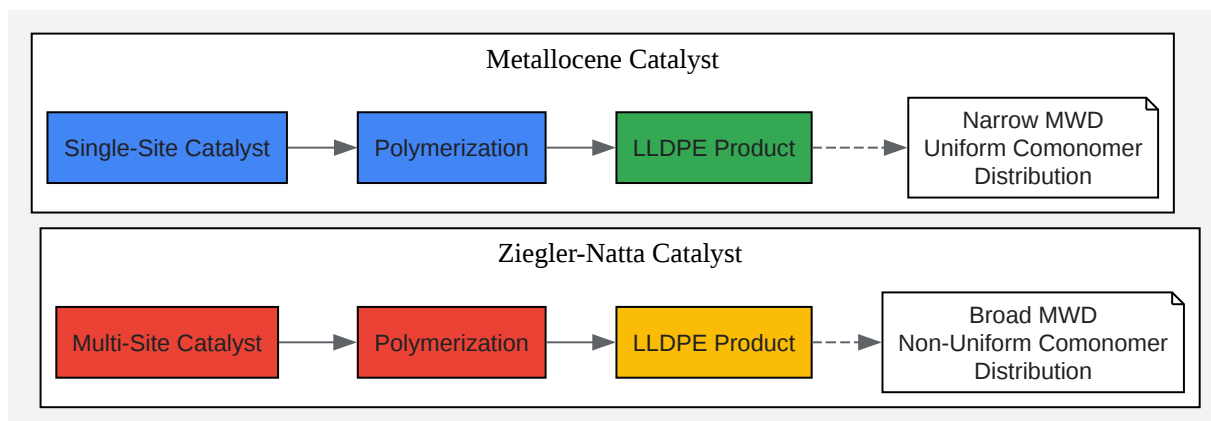 Metallocene Catalyst
Single-Site Catalyst
Polymerization
LLDPE Product
Narrow MWD
Uniform Comonomer
Distribution
Ziegler-Natta Catalyst
Multi-Site Catalyst
Polymerization
LLDPE Product
Broad MWD
Non-Uniform Comonomer
Distribution